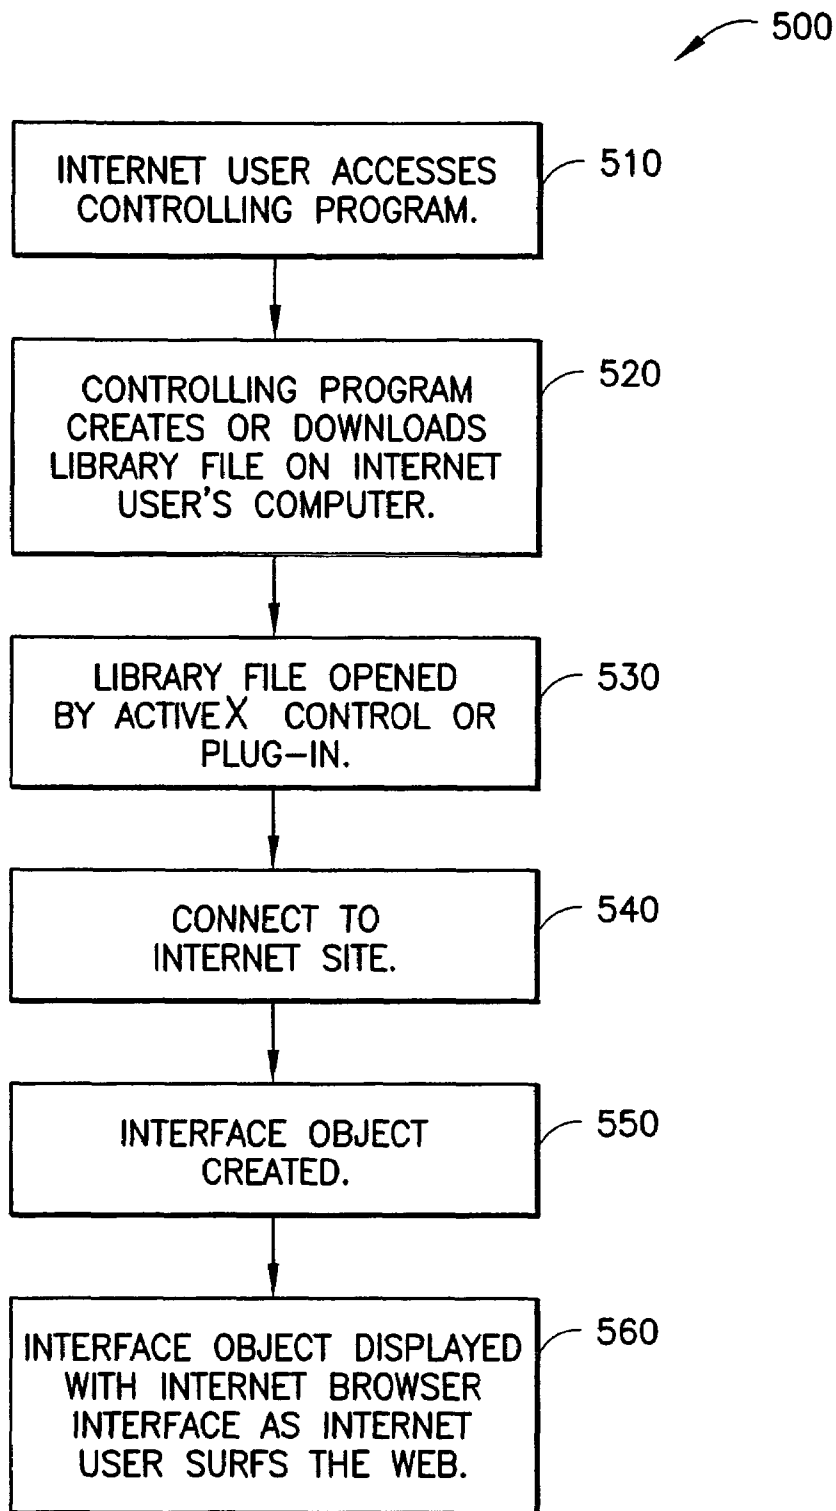 500
INTERNET USER ACCESSES
CONTROLLING PROGRAM.
510
CONTROLLING PROGRAM
CREATES OR DOWNLOADS
LIBRARY FILE ON INTERNET
USER'S COMPUTER.
520
LIBRARY FILE OPENED
BY ACTIVEX CONTROL OR
PLUG-IN.
530
CONNECT TO
INTERNET SITE.
540
INTERFACE OBJECT
CREATED.
550
INTERFACE OBJECT DISPLAYED
WITH INTERNET BROWSER
INTERFACE AS INTERNET
USER SURFS THE WEB.
560